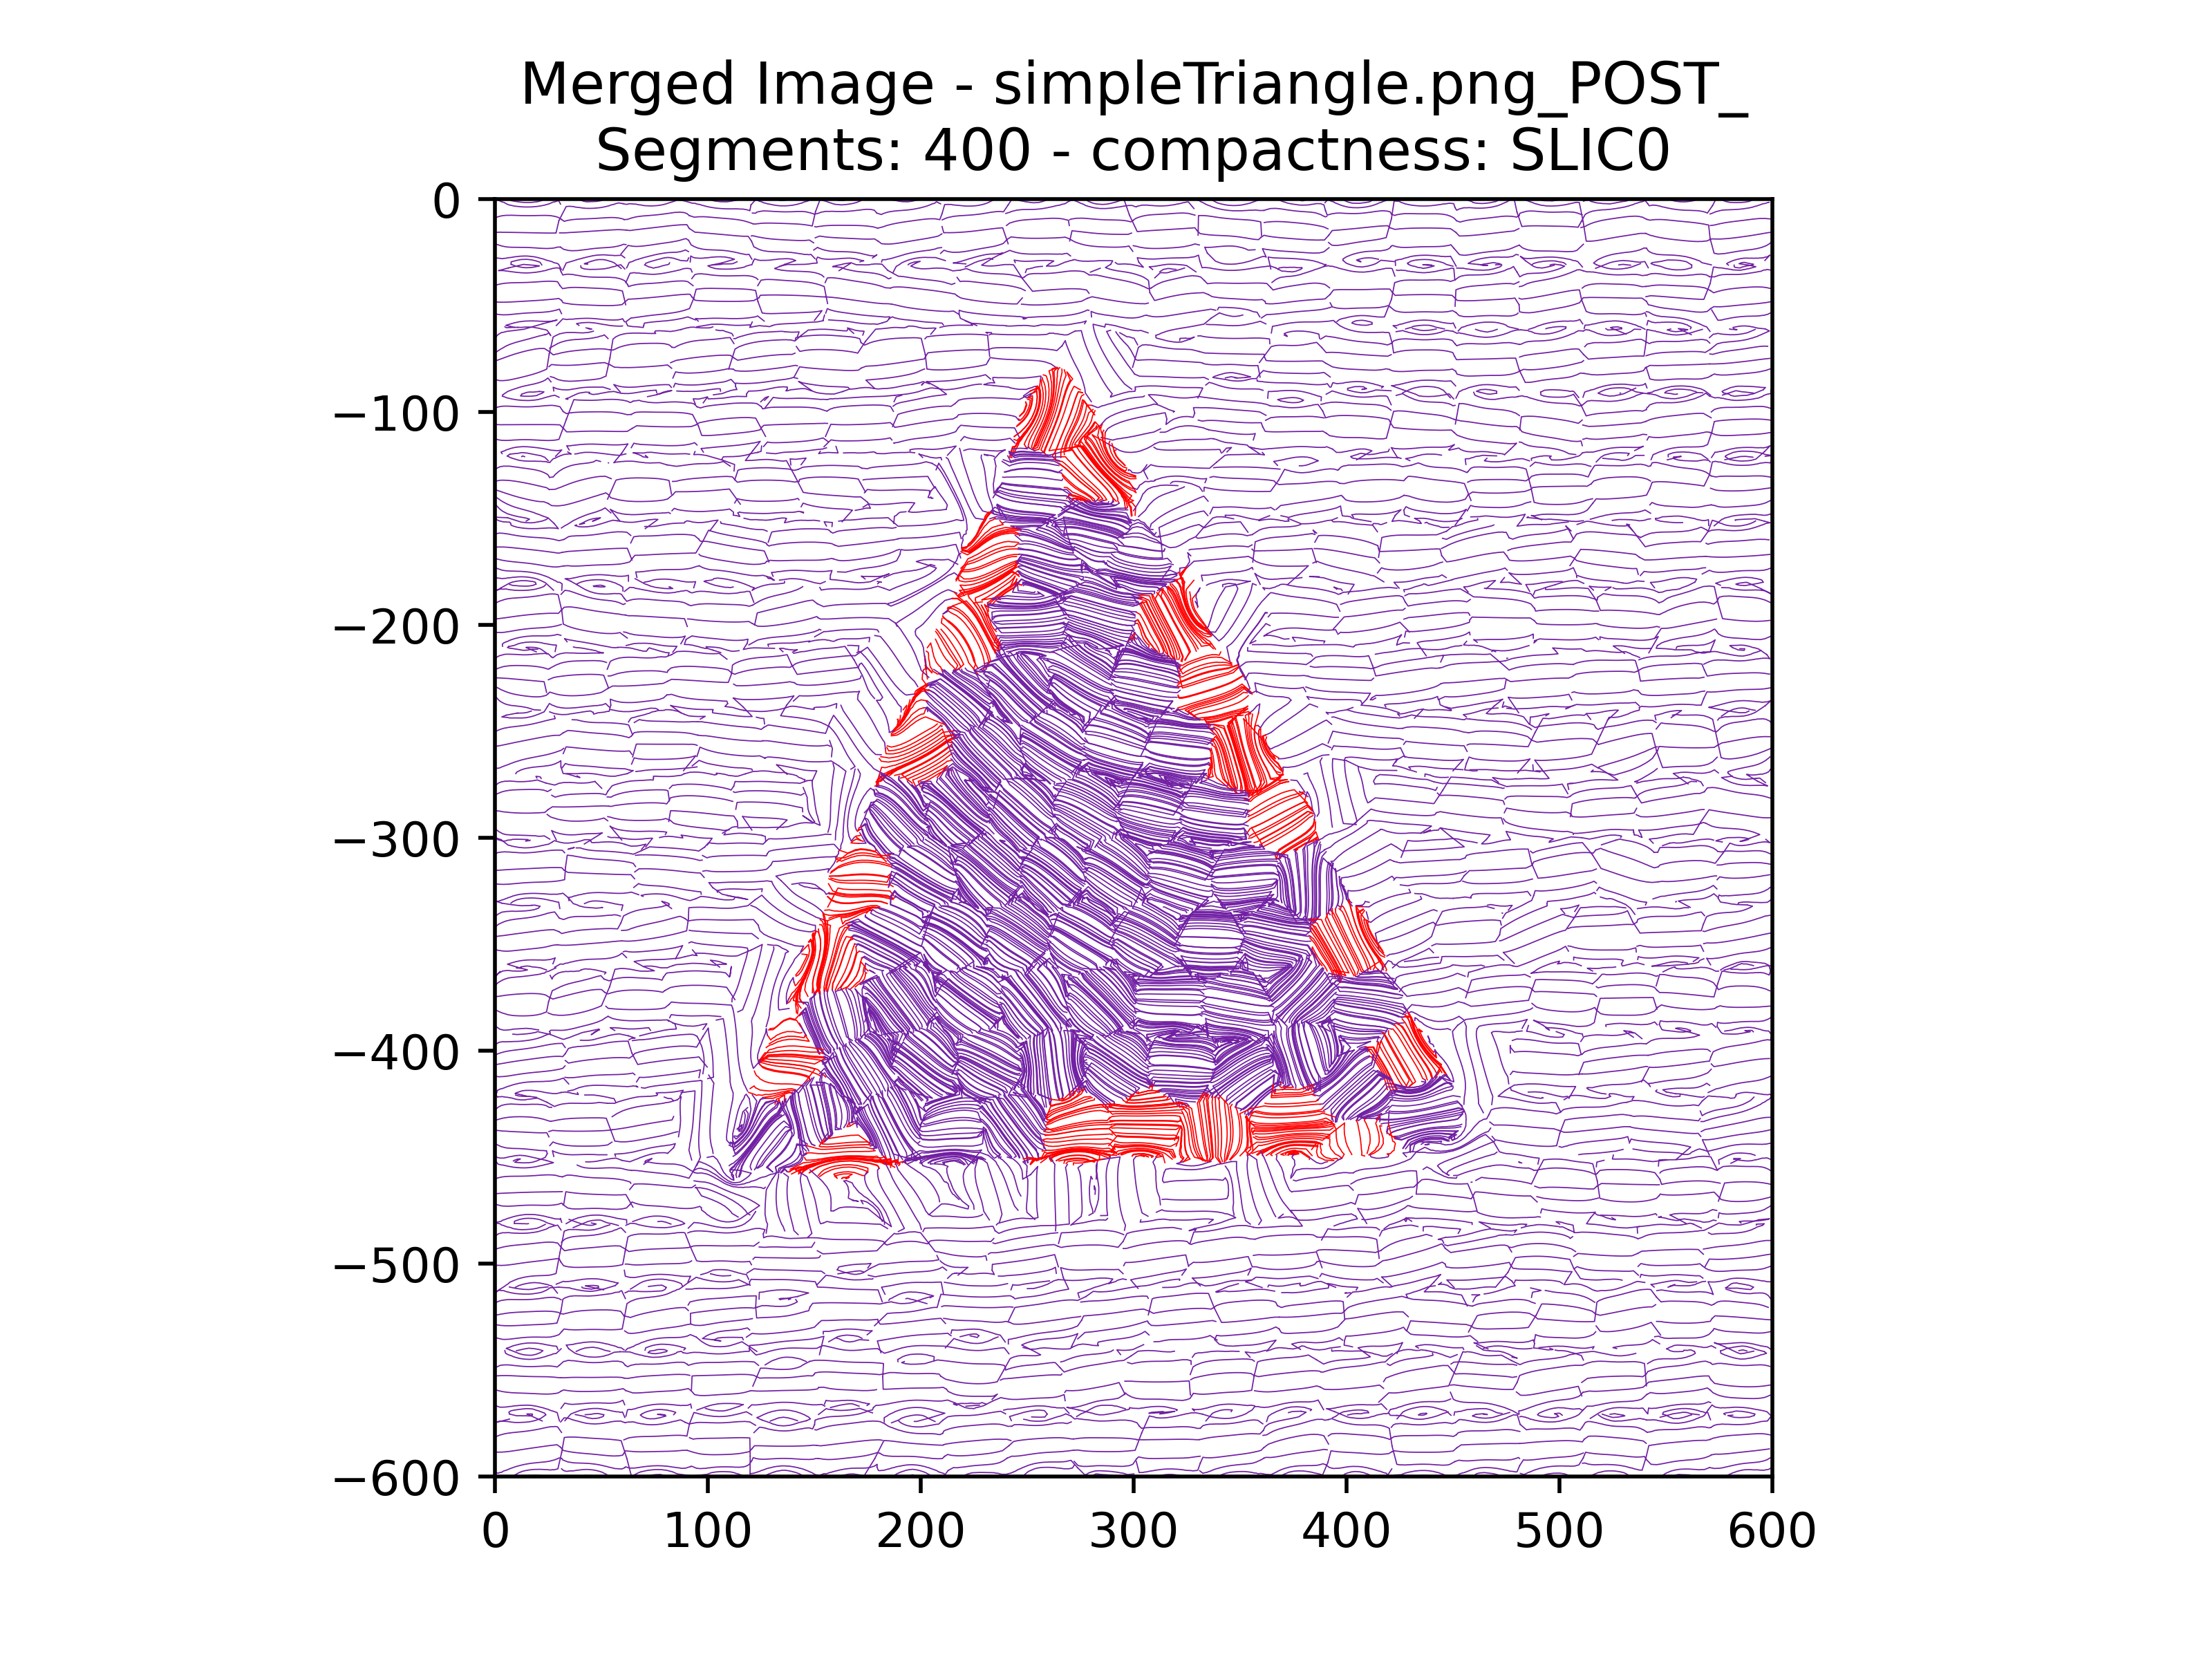 Merged Image - simpleTriangle.png_POST_
Segments: 400 - compactness: SLIC0
0
−100
−200
−300
−400
−500
−600
0 100 200 300 400 500 600